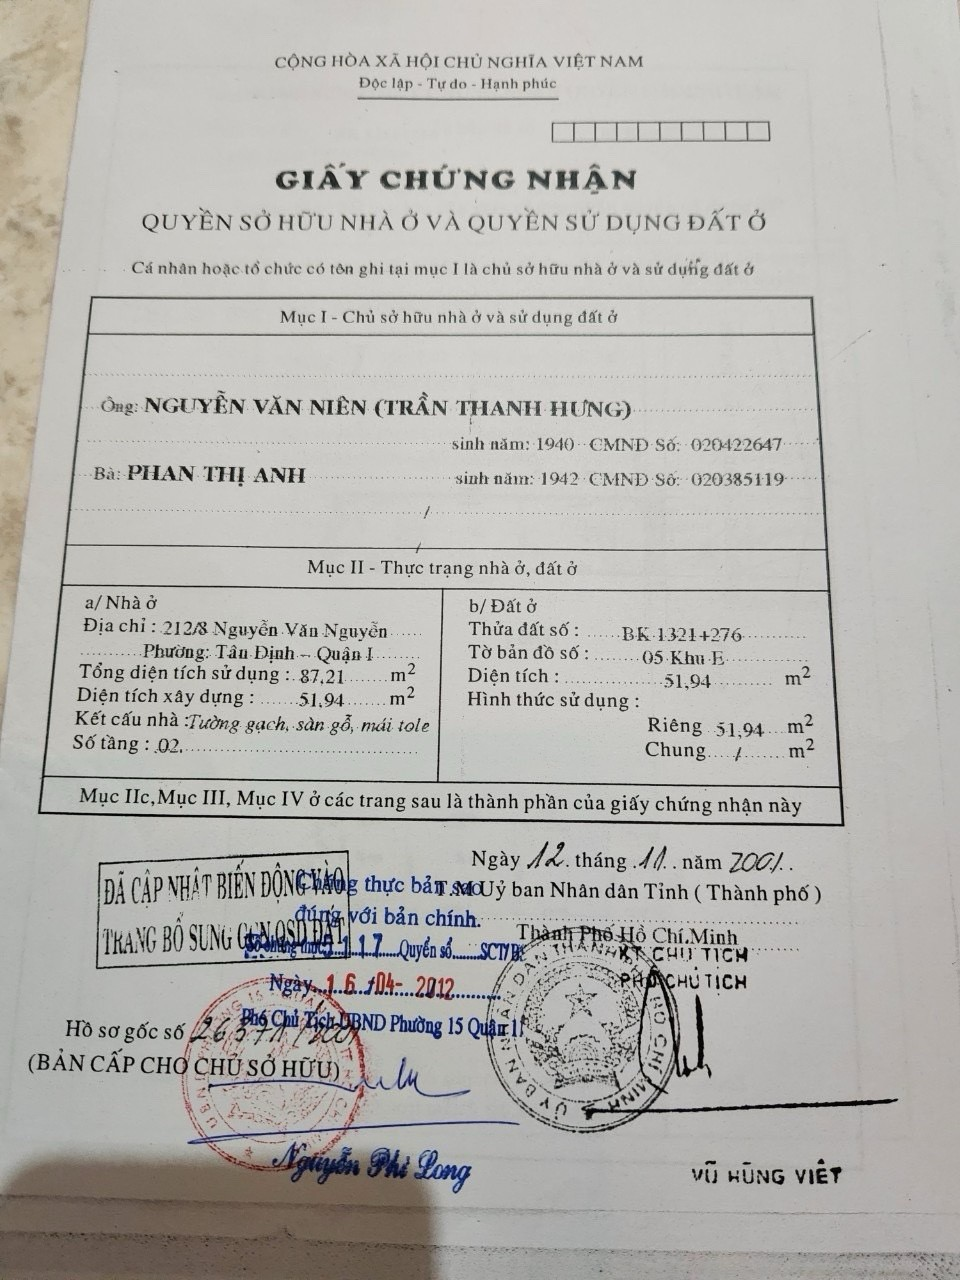 CỘNG HÒA XÃ HỘI CHỦ NGHĨA VIỆT NAM
Độc lập - Tự do - Hạnh phúc
GIẤY CHỨNG NHẬN
QUYỀN SỞ HỮU NHÀ Ở VÀ QUYỀN SỬ DỤNG ĐẤT Ở
Cá nhân hoặc tổ chức có tên ghi tại mục I là chủ sở hữu nhà ở và sử dụng đất ở
Mục I - Chủ sở hữu nhà ở và sử dụng đất ở
Ông: NGUYỄN VĂN NIÊN (TRẦN THANH HƯNG)
sinh năm: 1940 CMND Số: 020422647
Bà: PHAN THỊ ANH sinh năm: 1942 CMND Số: 020385119
/
Mục II - Thực trạng nhà ở, đất ở
a/ Nhà ở
Địa chỉ : 212/8 Nguyễn Văn Nguyễn
Phường: Tân Định - Quận 1
Tổng diện tích sử dụng : 87,21 m2
Diện tích xây dựng : 51,94 m2
Kết cấu nhà : Tường gạch, sàn gỗ, mái tole
Số tầng : 02
b/ Đất ở
Thửa đất số : BK 1321+276
Tờ bản đồ số : 05 Khu E
Diện tích : 51,94 m2
Hình thức sử dụng :
Riêng 51,94 m2
Chung / m2
Mục IIc, Mục III, Mục IV ở các trang sau là thành phần của giấy chứng nhận này
Ngày 12 tháng 11 năm 2001
T.M Uỷ ban Nhân dân Tỉnh ( Thành phố )
Thành Phố Hồ Chí Minh
KT CHỦ TỊCH
PHÓ CHỦ TỊCH
ĐÃ CẬP NHẬT BIẾN ĐỘNG VÀO
TRANG BỔ SUNG GCN QSD ĐẤT
Chứng thực bản sao
đúng với bản chính.
Quyển số SCT/BS
Ngày 16 -04- 2012
Phó Chủ Tịch UBND Phường 15 Quận 11
Hồ sơ gốc số
(BẢN CẤP CHO CHỦ SỞ HỮU)
Nguyễn Phi Long
VŨ HÙNG VIỆT